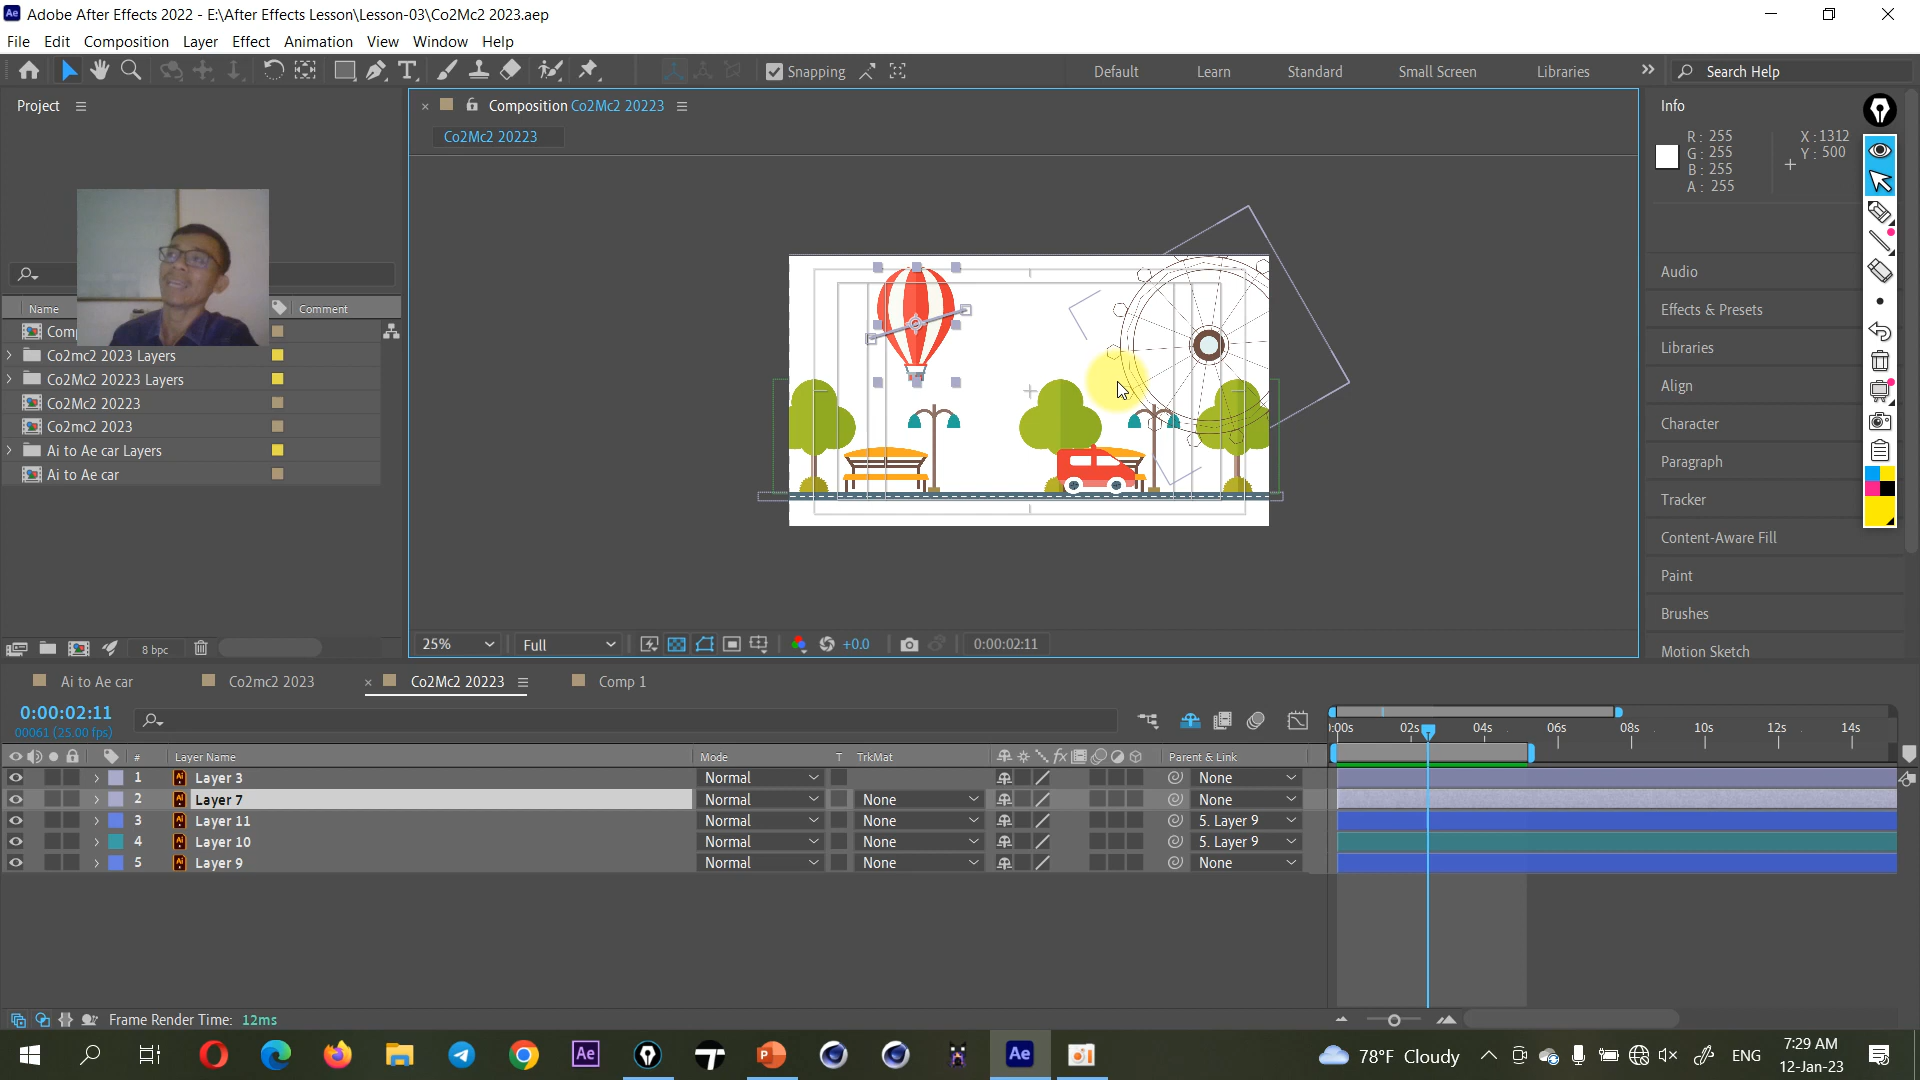 Adobe After Effects 2022 - E:\After Effects Lesson\Lesson-03\Co2Mc2 2023.aep
File Edit Composition Layer Effect Animation View Window Help
Snapping
Default Learn Standard Small Screen Libraries
Search Help
Project
Composition Co2Mc2 20223
Co2Mc2 20223
Info
R: 255
G: 255
B: 255
A: 255
X: 1312
Y: 500
Name Comment
Comp
Co2mc2 2023 Layers
Co2Mc2 20223 Layers
Co2Mc2 20223
Co2mc2 2023
Ai to Ae car Layers
Ai to Ae car
8 bpc
Audio
Effects & Presets
Libraries
Align
Character
Paragraph
Tracker
Content-Aware Fill
Paint
Brushes
Motion Sketch
25% Full +0.0 0:00:02:11
Ai to Ae car Co2mc2 2023 Co2Mc2 20223 Comp 1
0:00:02:11
00061 (25.00 fps)
:00s 02s 04s 06s 08s 10s 12s 14s
# Layer Name Mode T TrkMat fx Parent & Link
1 Layer 3 Normal None
2 Layer 7 Normal None None
3 Layer 11 Normal None 5. Layer 9
4 Layer 10 Normal None 5. Layer 9
5 Layer 9 Normal None None
Frame Render Time: 12ms
78°F Cloudy ENG
7:29 AM
12-Jan-23